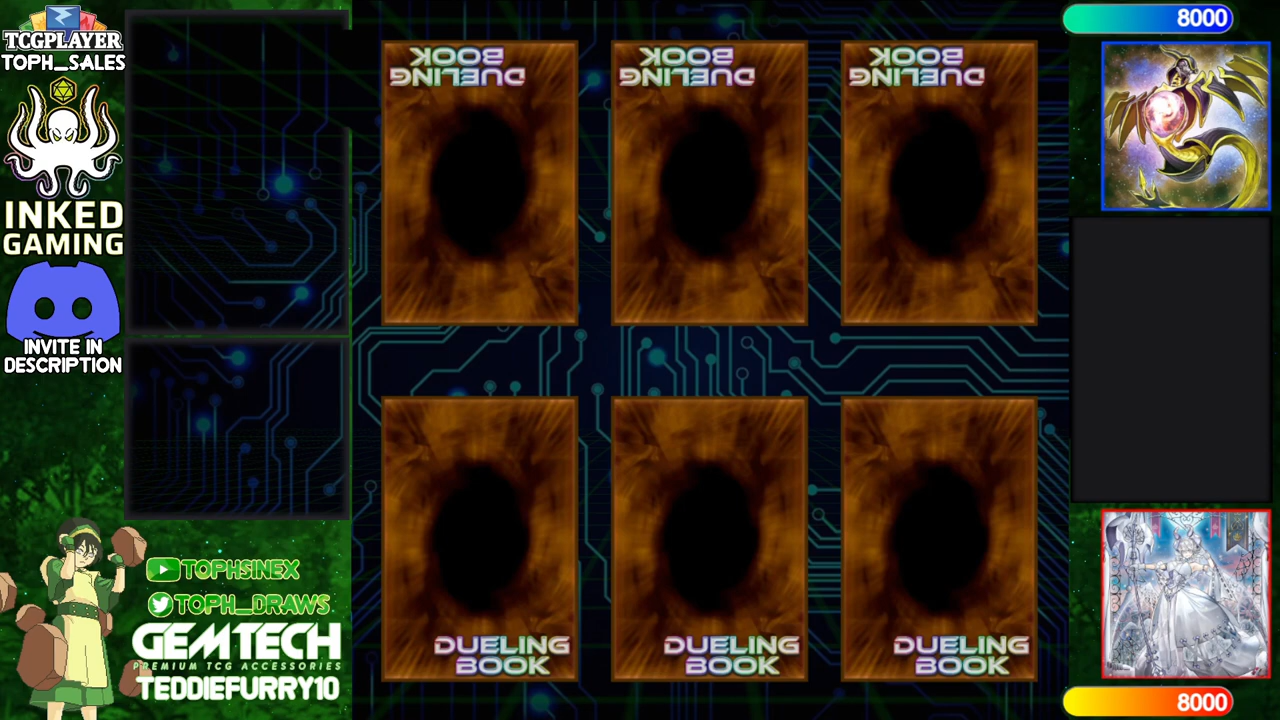 TCGPLAYER
TOPH_SALES
INKED
GAMING
INVITE IN
DESCRIPTION
TOPHSINEX
TOPH_DRAWS
GEMTECH
PREMIUM TCG ACCESSORIES
TEDDIEFURRY10
DUELING
BOOK
DUELING
BOOK
DUELING
BOOK
DUELING
BOOK
DUELING
BOOK
DUELING
BOOK
8000
8000